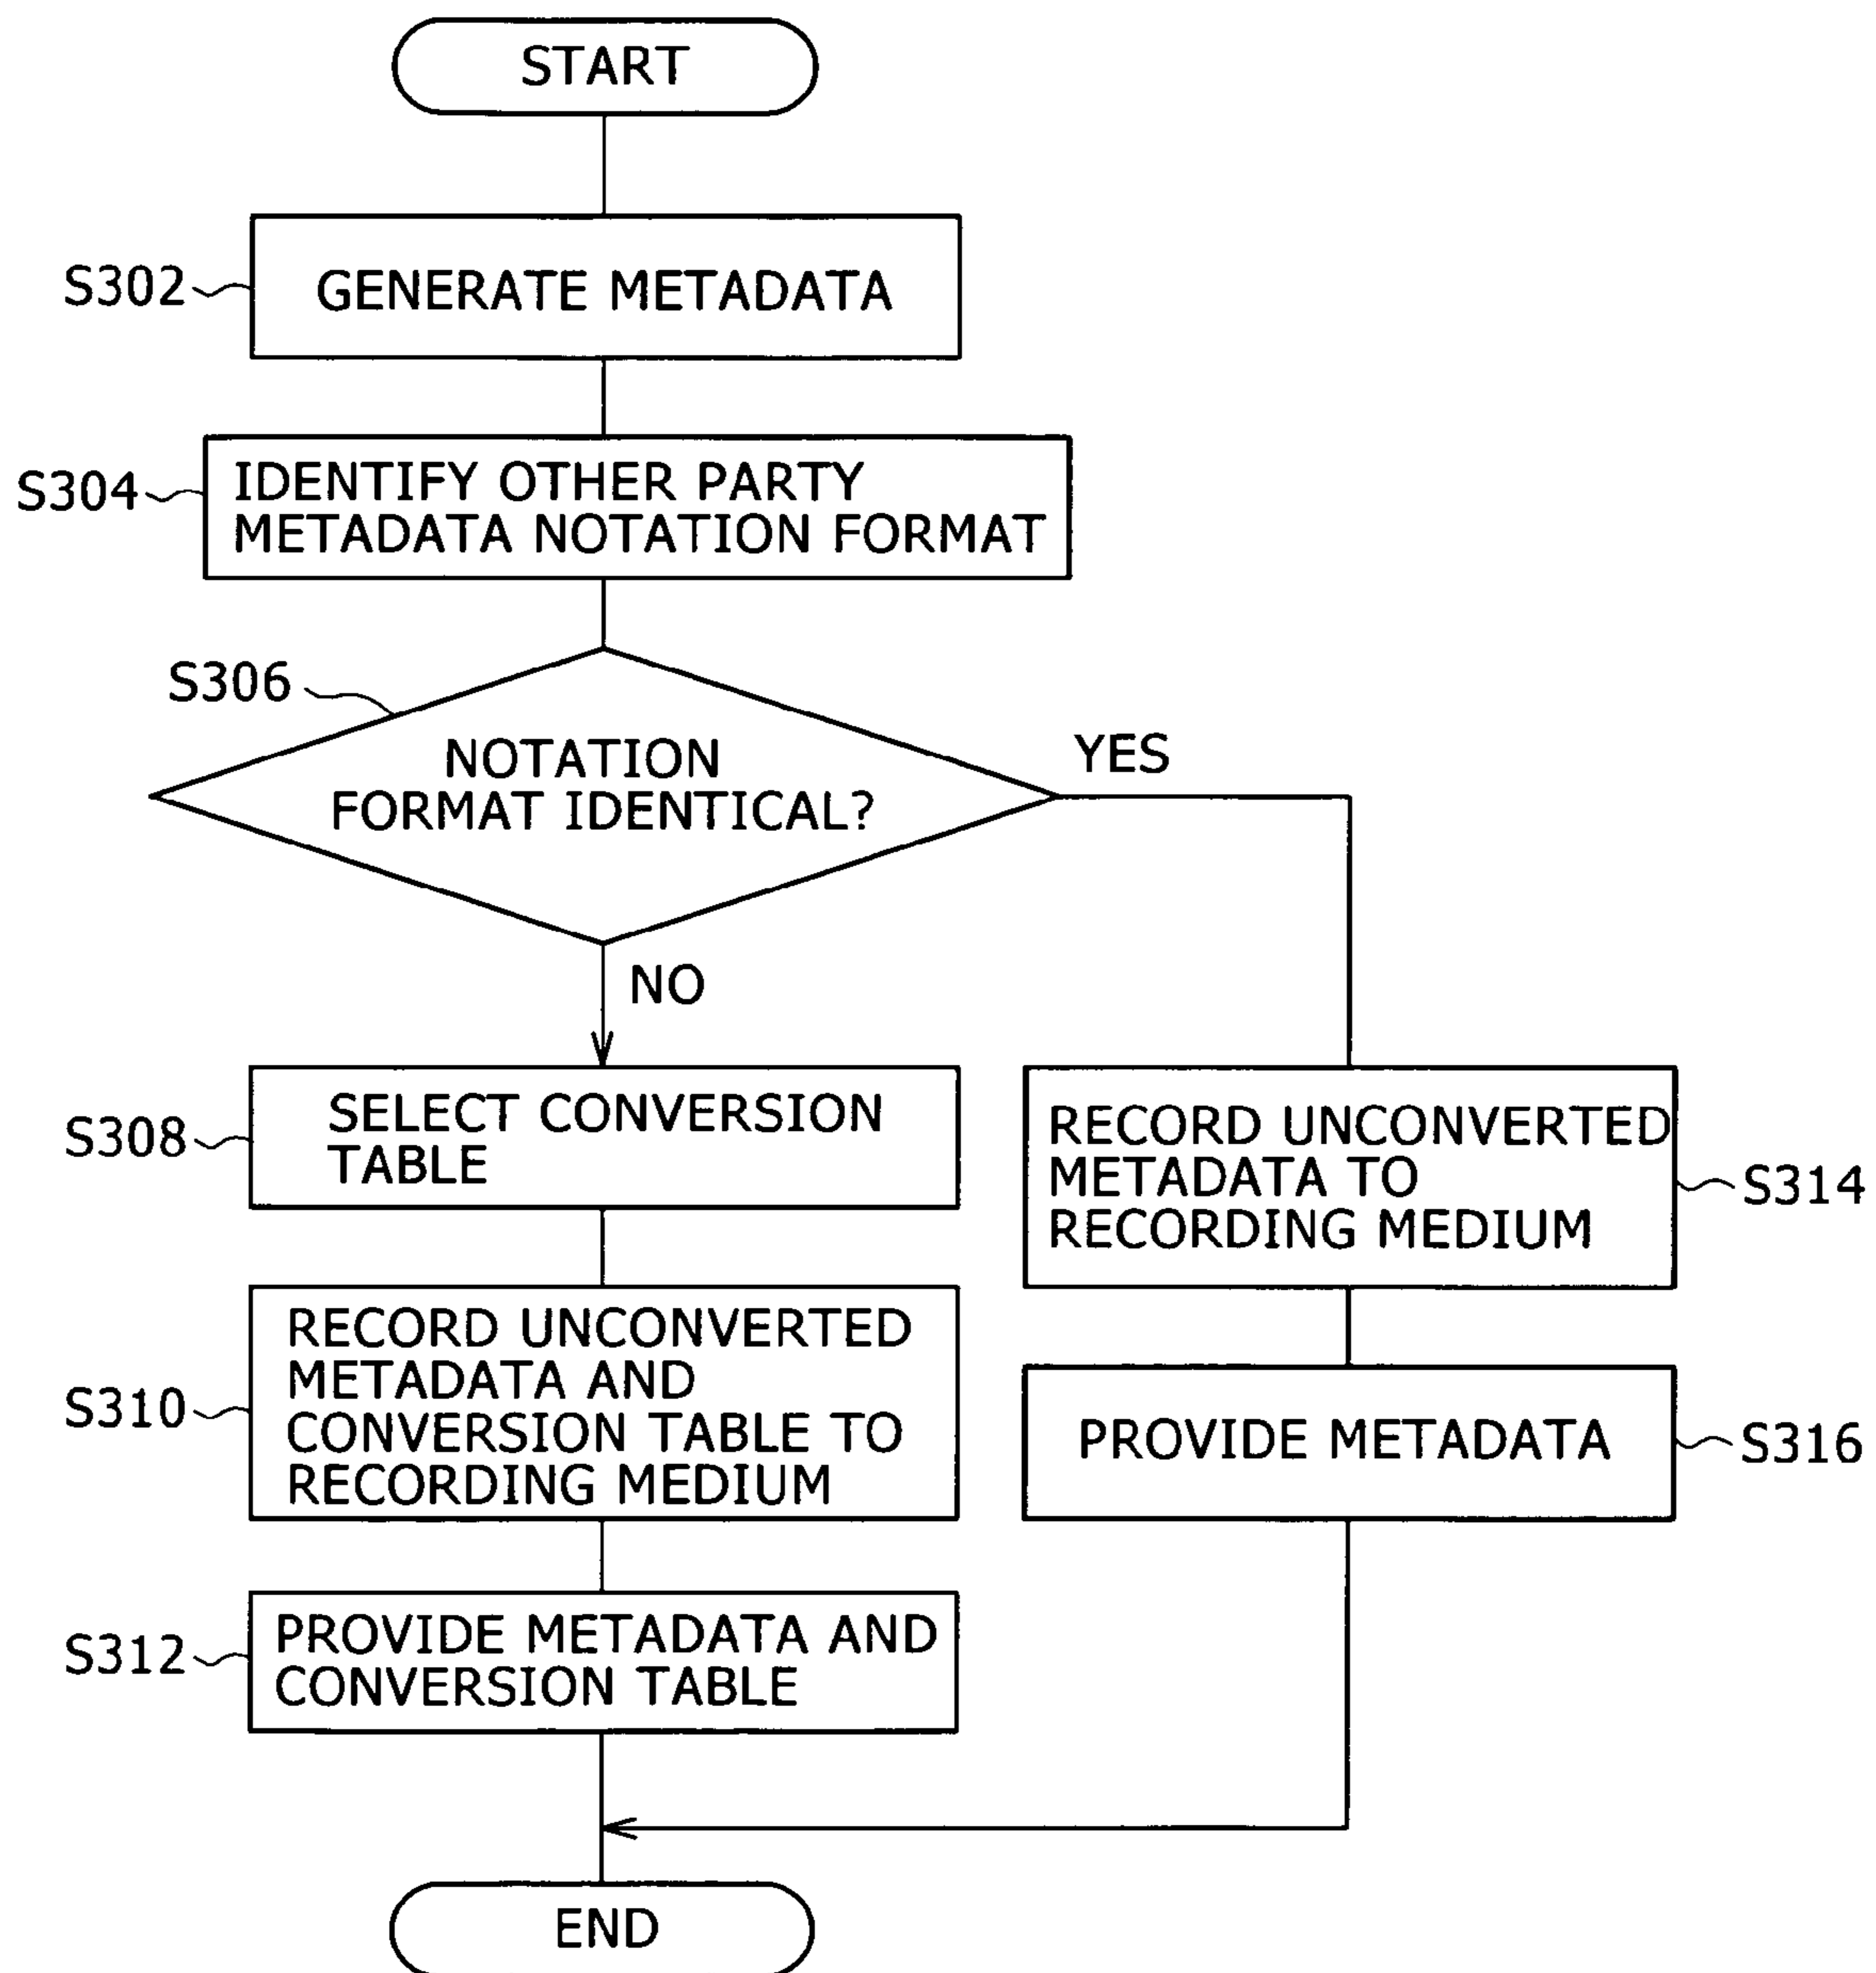 START
S302
GENERATE METADATA
S304
IDENTIFY OTHER PARTY
METADATA NOTATION FORMAT
S306
NOTATION
FORMAT IDENTICAL?
YES
NO
S308
SELECT CONVERSION
TABLE
S310
RECORD UNCONVERTED
METADATA AND
CONVERSION TABLE TO
RECORDING MEDIUM
S312
PROVIDE METADATA AND
CONVERSION TABLE
RECORD UNCONVERTED
METADATA TO
RECORDING MEDIUM
S314
PROVIDE METADATA
S316
END